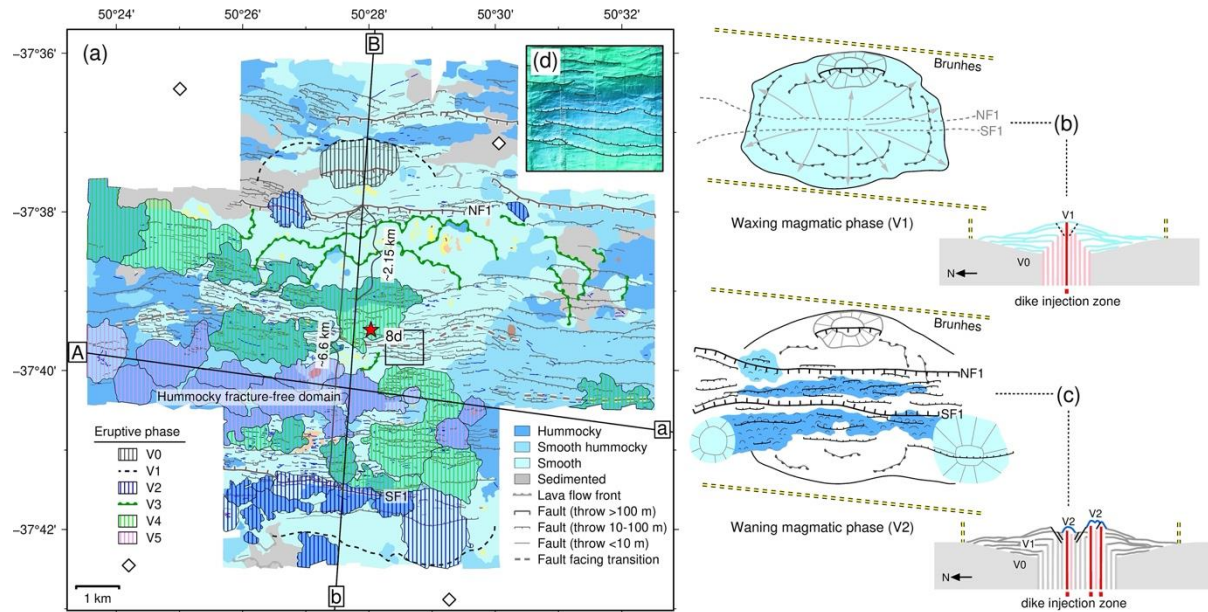 50°24' 50°26' 50°28' 50°30' 50°32'
−37°36'
−37°38'
−37°40'
−37°42'
(a)
B
(d)
NF1
~2.15 km
~6.6 km
8d
A
Hummocky fracture-free domain
a
SF1
b
Eruptive phase
V0
V1
V2
V3
V4
V5
1 km
Hummocky
Smooth hummocky
Smooth
Sedimented
Lava flow front
Fault (throw >100 m)
Fault (throw 10-100 m)
Fault (throw <10 m)
Fault facing transition
Brunhes
NF1
SF1
(b)
Waxing magmatic phase (V1)
V1
V0
N
dike injection zone
Brunhes
NF1
SF1
(c)
Waning magmatic phase (V2)
V2 V2
V1
V0
N
dike injection zone